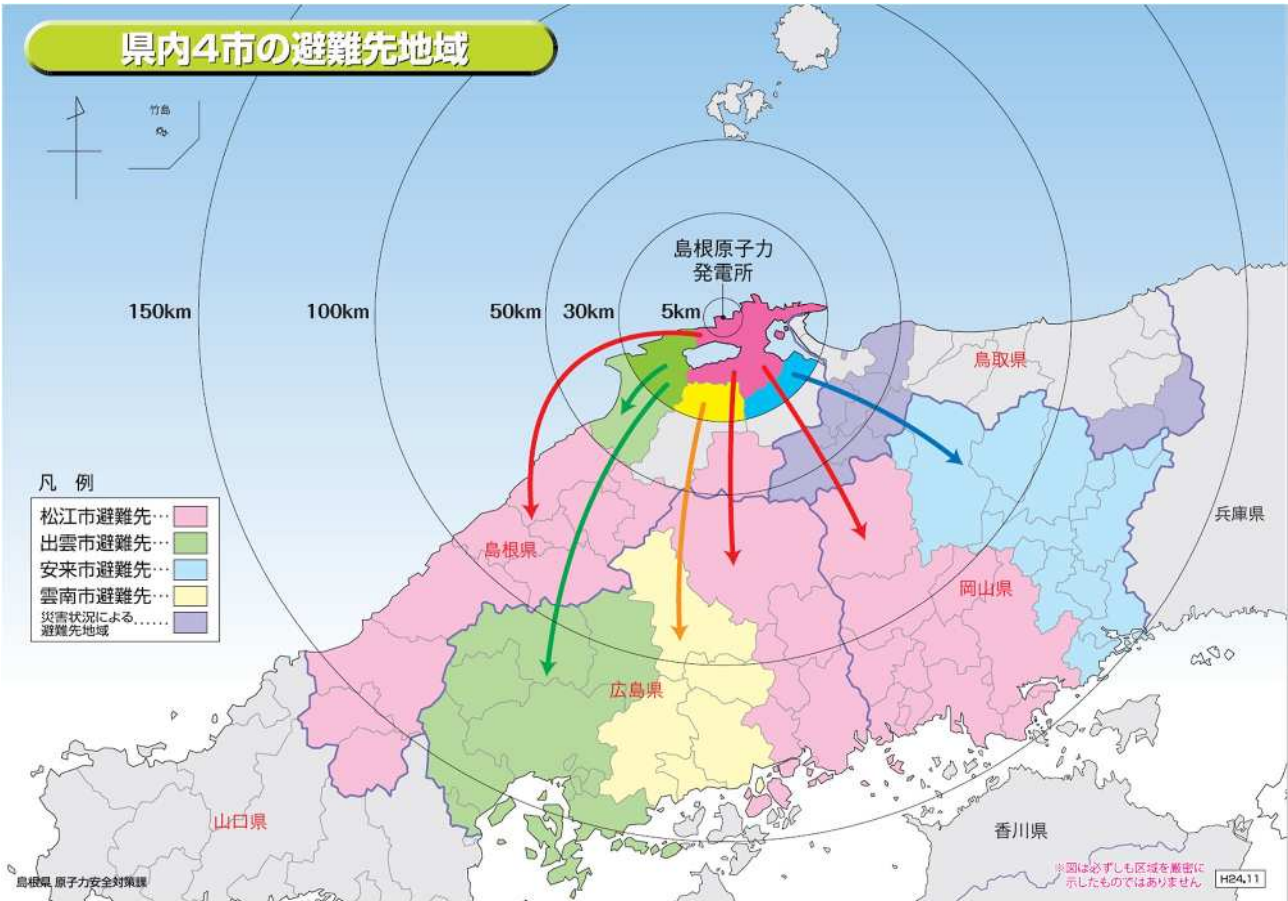 県内4市の避難先地域
竹島
島根原子力
発電所
150km
100km
50km
30km
5km
鳥取県
凡 例
松江市避難先…
出雲市避難先…
安来市避難先…
雲南市避難先…
災害状況による
避難先地域……
島根県
兵庫県
岡山県
広島県
山口県
香川県
島根県 原子力安全対策課
※図は必ずしも区域を厳密に
示したものではありません
H24.11